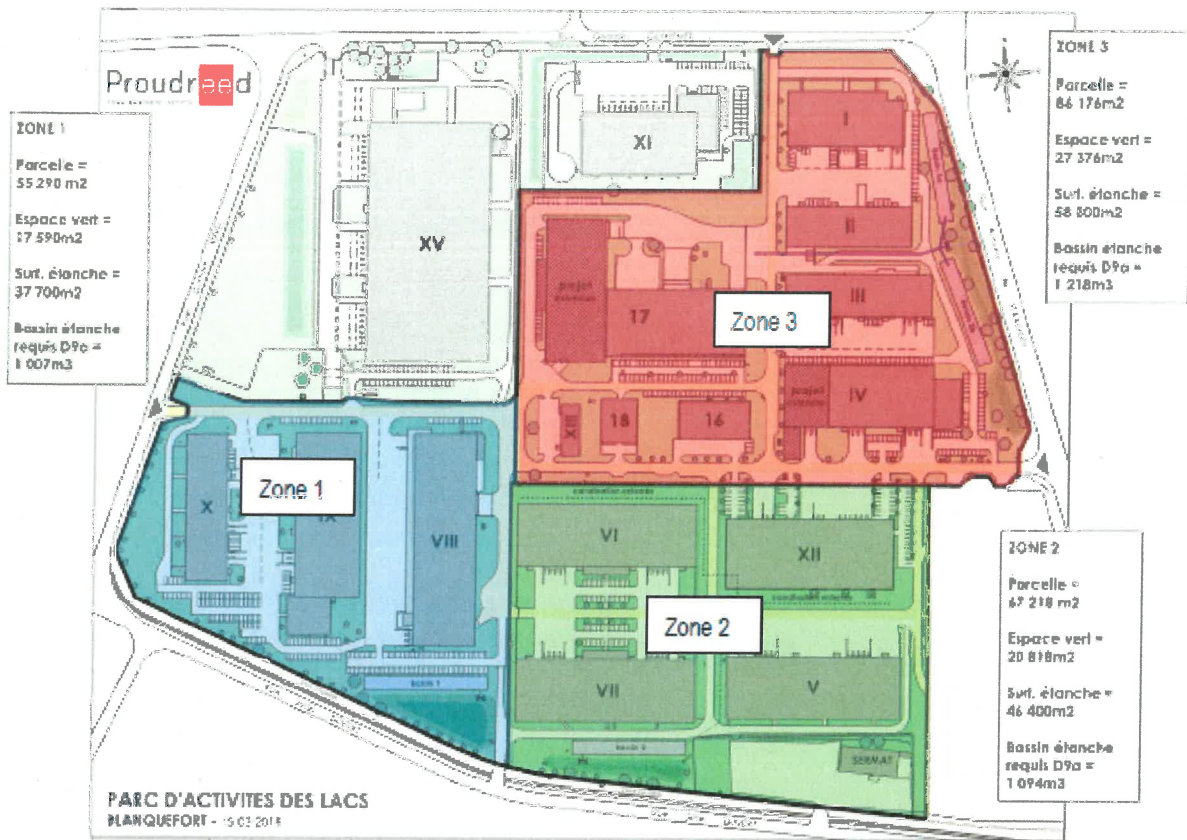 Proudreed
ZONE 1
Parcelle =
55 290 m2
Espace vert =
17 590m2
Surf. étanche =
37 700m2
Bassin étanche
requis D9a =
1 007m3
ZONE 3
Parcelle =
86 176m2
Espace vert =
27 376m2
Surf. étanche =
58 800m2
Bassin étanche
requis D9a =
1 218m3
XV
XI
I
II
III
projet
17
Zone 3
projet
IV
XIII
18
16
Zone 1
X
IX
VIII
VI
XII
Zone 2
VII
V
SERMAT
ZONE 2
Parcelle =
67 218 m2
Espace vert =
20 818m2
Surf. étanche =
46 400m2
Bassin étanche
requis D9a =
1 094m3
PARC D'ACTIVITES DES LACS
BLANQUEFORT